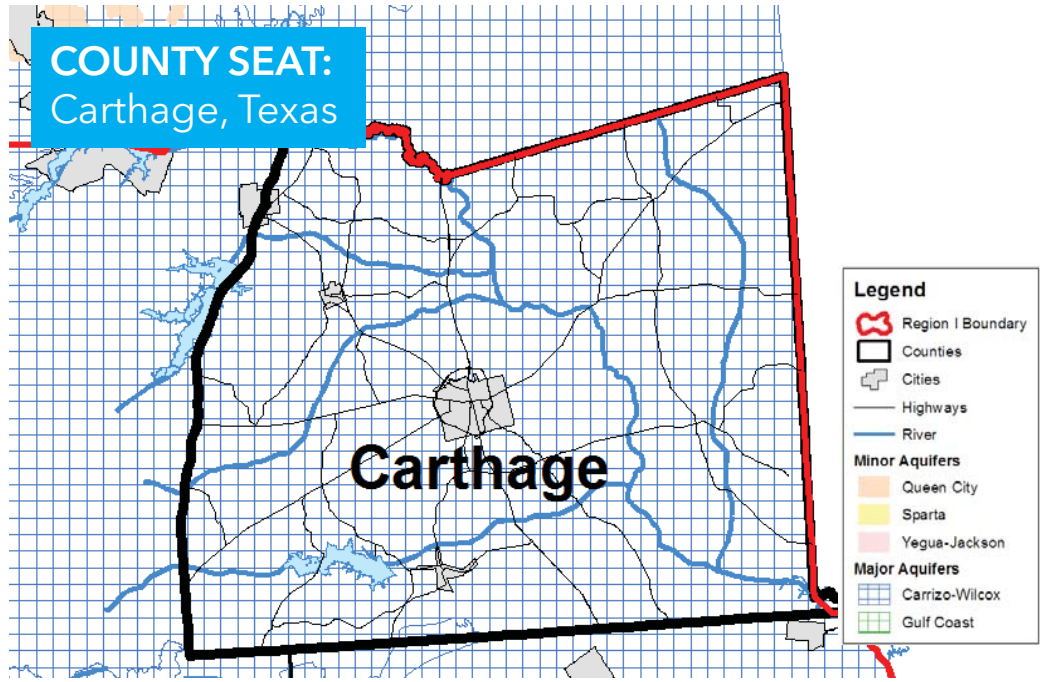 COUNTY SEAT:
Carthage, Texas
Carthage
Legend
Region I Boundary
Counties
Cities
Highways
River
Minor Aquifers
Queen City
Sparta
Yegua-Jackson
Major Aquifers
Carrizo-Wilcox
Gulf Coast